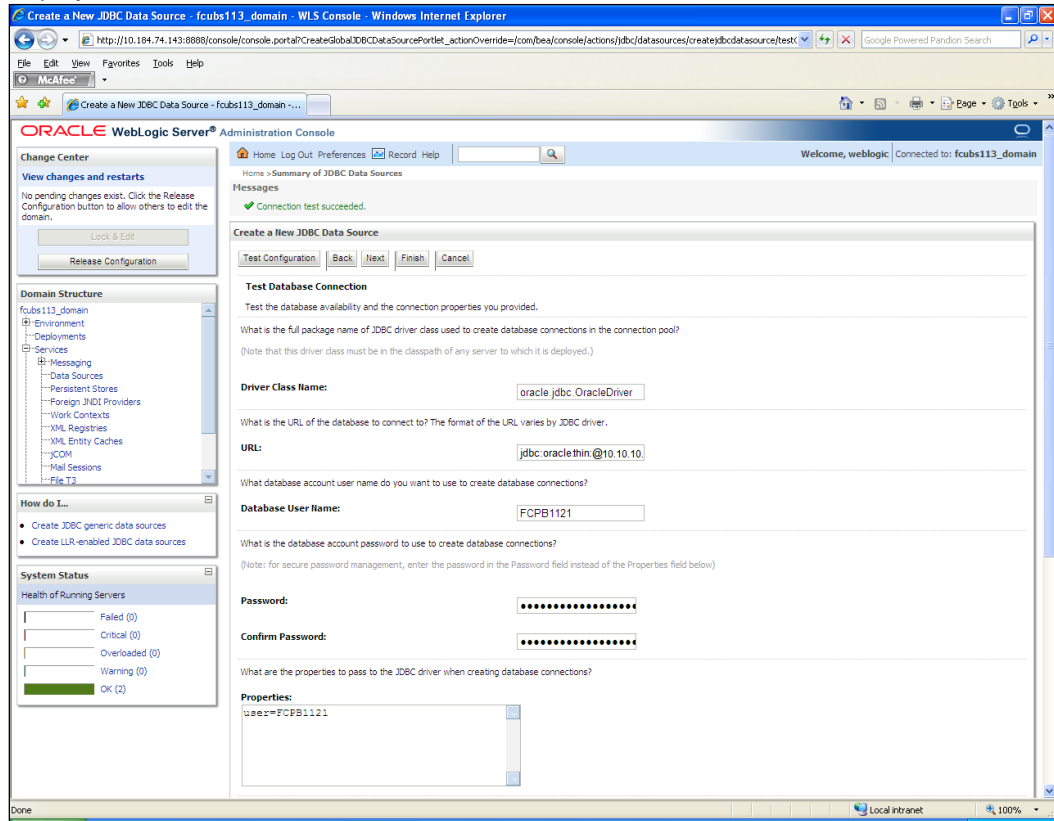 Create a New JDBC Data Source - fcubs113_domain - WLS Console - Windows Internet Explorer
http://10.184.74.143:8888/console/console.portal?CreateGlobalJDBCDataSourcePortlet_actionOverride=/com/bea/console/actions/jdbc/datasources/createjdbcdatasource/test(
Google Powered Pandion Search
File Edit View Favorites Tools Help
McAfee
Create a New JDBC Data Source - fcubs113_domain -...
Page Tools
ORACLE WebLogic Server® Administration Console
Change Center
View changes and restarts
No pending changes exist. Click the Release
Configuration button to allow others to edit the
domain.
Lock & Edit
Release Configuration
Domain Structure
fcubs113_domain
Environment
Deployments
Services
Messaging
Data Sources
Persistent Stores
Foreign JNDI Providers
Work Contexts
XML Registries
XML Entity Caches
jCOM
Mail Sessions
File T3
How do I...
Create JDBC generic data sources
Create LLR-enabled JDBC data sources
System Status
Health of Running Servers
Failed (0)
Critical (0)
Overloaded (0)
Warning (0)
OK (2)
Home Log Out Preferences Record Help
Welcome, weblogic Connected to: fcubs113_domain
Home >Summary of JDBC Data Sources
Messages
Connection test succeeded.
Create a New JDBC Data Source
Test Configuration Back Next Finish Cancel
Test Database Connection
Test the database availability and the connection properties you provided.
What is the full package name of JDBC driver class used to create database connections in the connection pool?
(Note that this driver class must be in the classpath of any server to which it is deployed.)
Driver Class Name: oracle.jdbc.OracleDriver
What is the URL of the database to connect to? The format of the URL varies by JDBC driver.
URL: jdbc:oracle:thin:@10.10.10.
What database account user name do you want to use to create database connections?
Database User Name: FCPB1121
What is the database account password to use to create database connections?
(Note: for secure password management, enter the password in the Password field instead of the Properties field below)
Password:
Confirm Password:
What are the properties to pass to the JDBC driver when creating database connections?
Properties:
user=FCPB1121
Done
Local intranet
100%